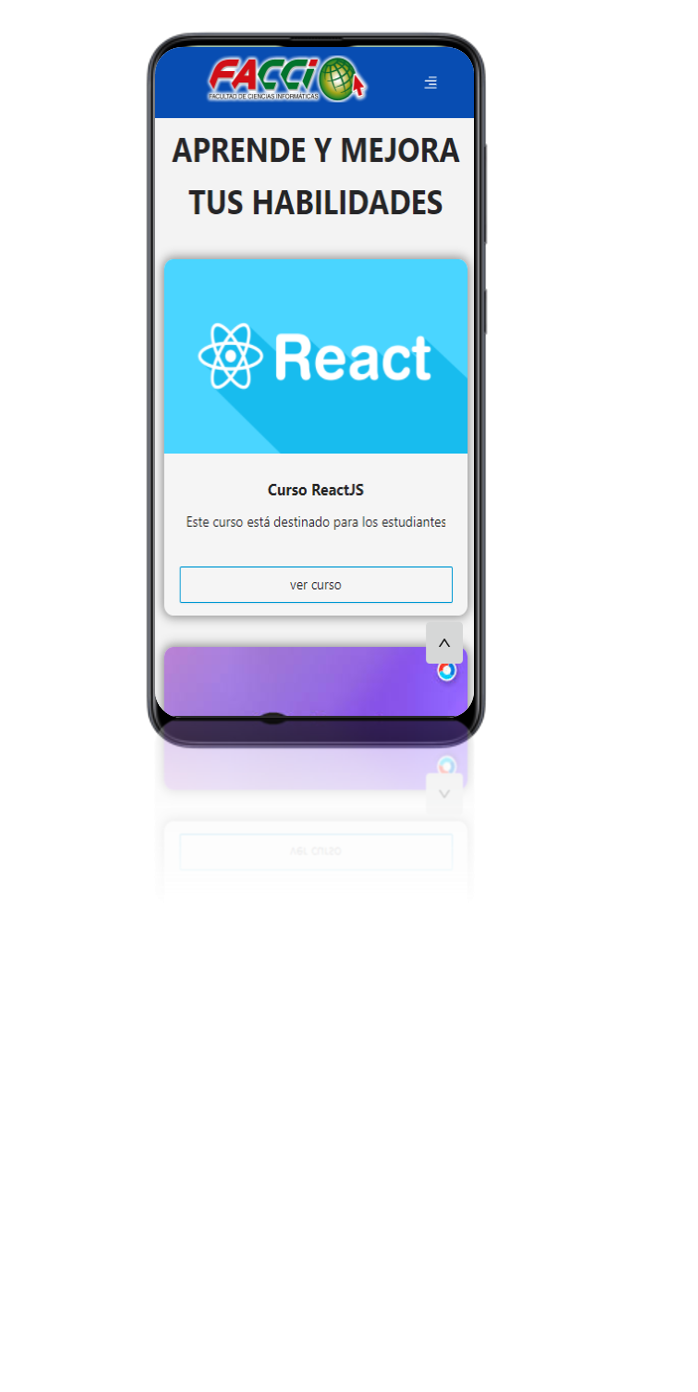 FACCI
FACULTAD DE CIENCIAS INFORMÁTICAS
APRENDE Y MEJORA
TUS HABILIDADES
React
Curso ReactJS
Este curso está destinado para los estudiantes
ver curso